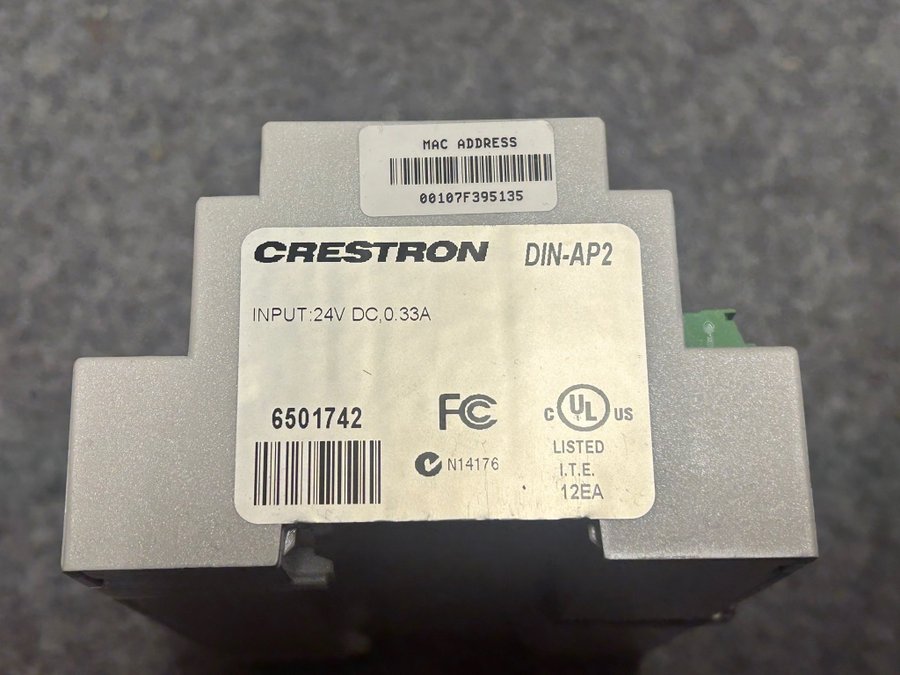 MAC ADDRESS
00107F395135
CRESTRON DIN-AP2
INPUT:24V DC,0.33A
6501742
FC
N14176
C UL US
LISTED
I.T.E.
12EA